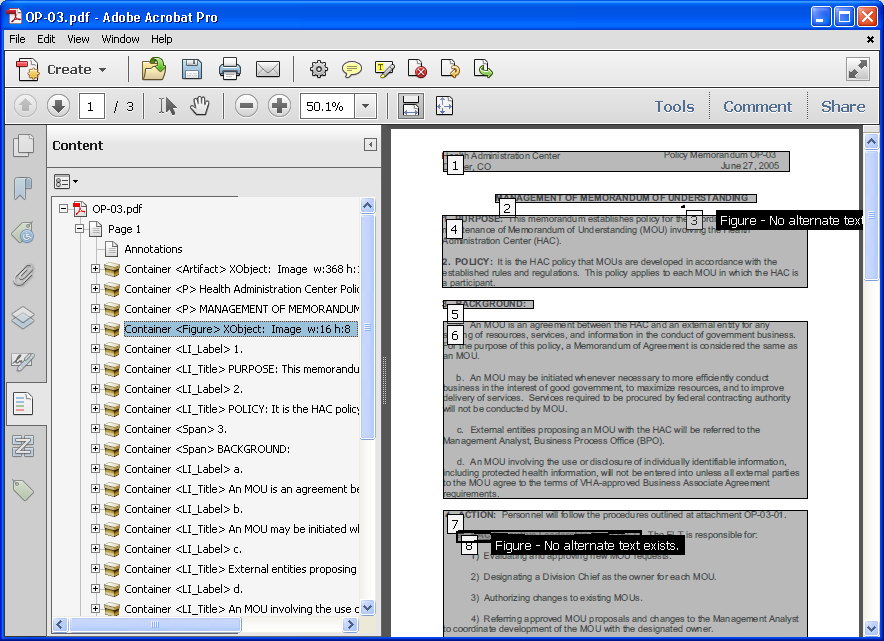 OP-03.pdf - Adobe Acrobat Pro
File Edit View Window Help
Create
1 / 3 50.1% Tools Comment Share
Content
OP-03.pdf
Page 1
Annotations
Container <Artifact> XObject: Image w:368 h:
Container <P> Health Administration Center Polic
Container <P> MANAGEMENT OF MEMORANDUM
Container <Figure> XObject: Image w:16 h:8
Container <LI_Label> 1.
Container <LI_Title> PURPOSE: This memorandu
Container <LI_Label> 2.
Container <LI_Title> POLICY: It is the HAC policy
Container <Span> 3.
Container <Span> BACKGROUND:
Container <LI_Label> a.
Container <LI_Title> An MOU is an agreement be
Container <LI_Label> b.
Container <LI_Title> An MOU may be initiated wh
Container <LI_Label> c.
Container <LI_Title> External entities proposing
Container <LI_Label> d.
Container <LI_Title> An MOU involving the use o
1
Health Administration Center Policy Memorandum OP-03
er, CO June 27, 2005
2
MANAGEMENT OF MEMORANDUM OF UNDERSTANDING
3 Figure - No alternate text
4
PURPOSE: This memorandum establishes policy for the
tenance of Memorandum of Understanding (MOU) involving the Health
Administration Center (HAC).
2. POLICY: It is the HAC policy that MOUs are developed in accordance with the
established rules and regulations. This policy applies to each MOU in which the HAC is
a participant.
5
BACKGROUND:
6
An MOU is an agreement between the HAC and an external entity for any
of resources, services, and information in the conduct of government business.
For the purpose of this policy, a Memorandum of Agreement is considered the same as
an MOU.
b. An MOU may be initiated whenever necessary to more efficiently conduct
business in the interest of good government, to maximize resources, and to improve
delivery of services. Services required to be procured by federal contracting authority
will not be conducted by MOU.
c. External entities proposing an MOU with the HAC will be referred to the
Management Analyst, Business Process Office (BPO).
d. An MOU involving the use or disclosure of individually identifiable information,
including protected health information, will not be entered into unless all external parties
to the MOU agree to the terms of VHA-approved Business Associate Agreement
requirements.
7
ACTION: Personnel will follow the procedures outlined at attachment OP-03-01.
is responsible for:
8 Figure - No alternate text exists.
1) Evaluating and approving new MOU requests.
2) Designating a Division Chief as the owner for each MOU.
3) Authorizing changes to existing MOUs.
4) Referring approved MOU proposals and changes to the Management Analyst
to coordinate development of the MOU with the designated owner.